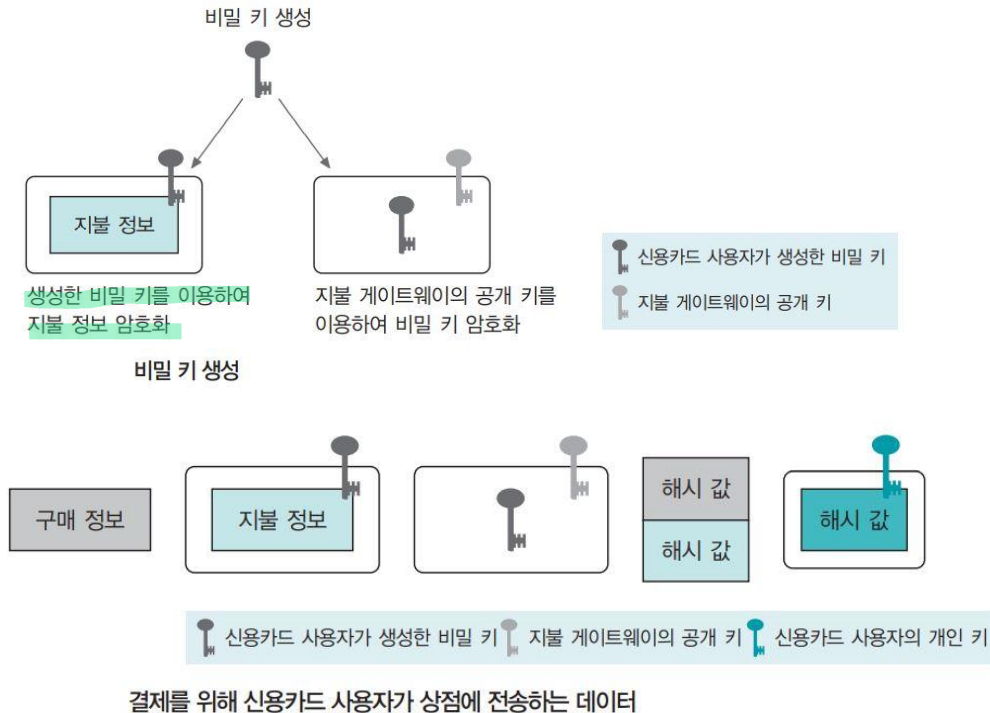 비밀 키 생성
지불 정보
생성한 비밀 키를 이용하여
지불 정보 암호화
지불 게이트웨이의 공개 키를
이용하여 비밀 키 암호화
신용카드 사용자가 생성한 비밀 키
지불 게이트웨이의 공개 키
비밀 키 생성
구매 정보
지불 정보
해시 값
해시 값
해시 값
신용카드 사용자가 생성한 비밀 키 지불 게이트웨이의 공개 키 신용카드 사용자의 개인 키
결제를 위해 신용카드 사용자가 상점에 전송하는 데이터